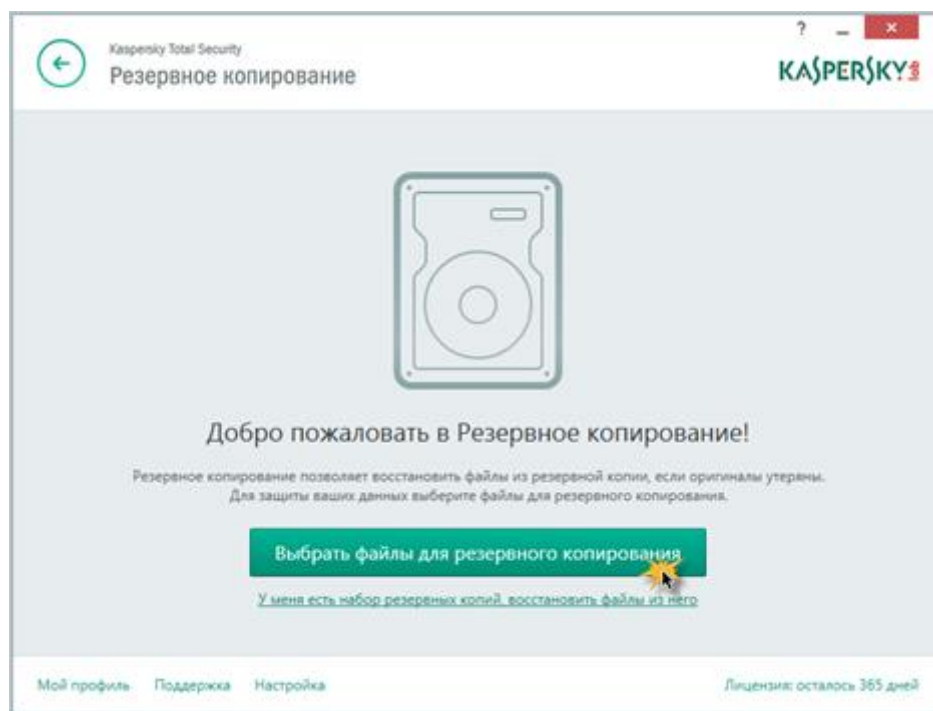 ?
Kaspersky Total Security
Резервное копирование
KASPERSKY lab
Добро пожаловать в Резервное копирование!
Резервное копирование позволяет восстановить файлы из резервной копии, если оригиналы утеряны.
Для защиты ваших данных выберите файлы для резервного копирования.
Выбрать файлы для резервного копирования
У меня есть набор резервных копий, восстановить файлы из него
Мой профиль Поддержка Настройка Лицензия: осталось 365 дней